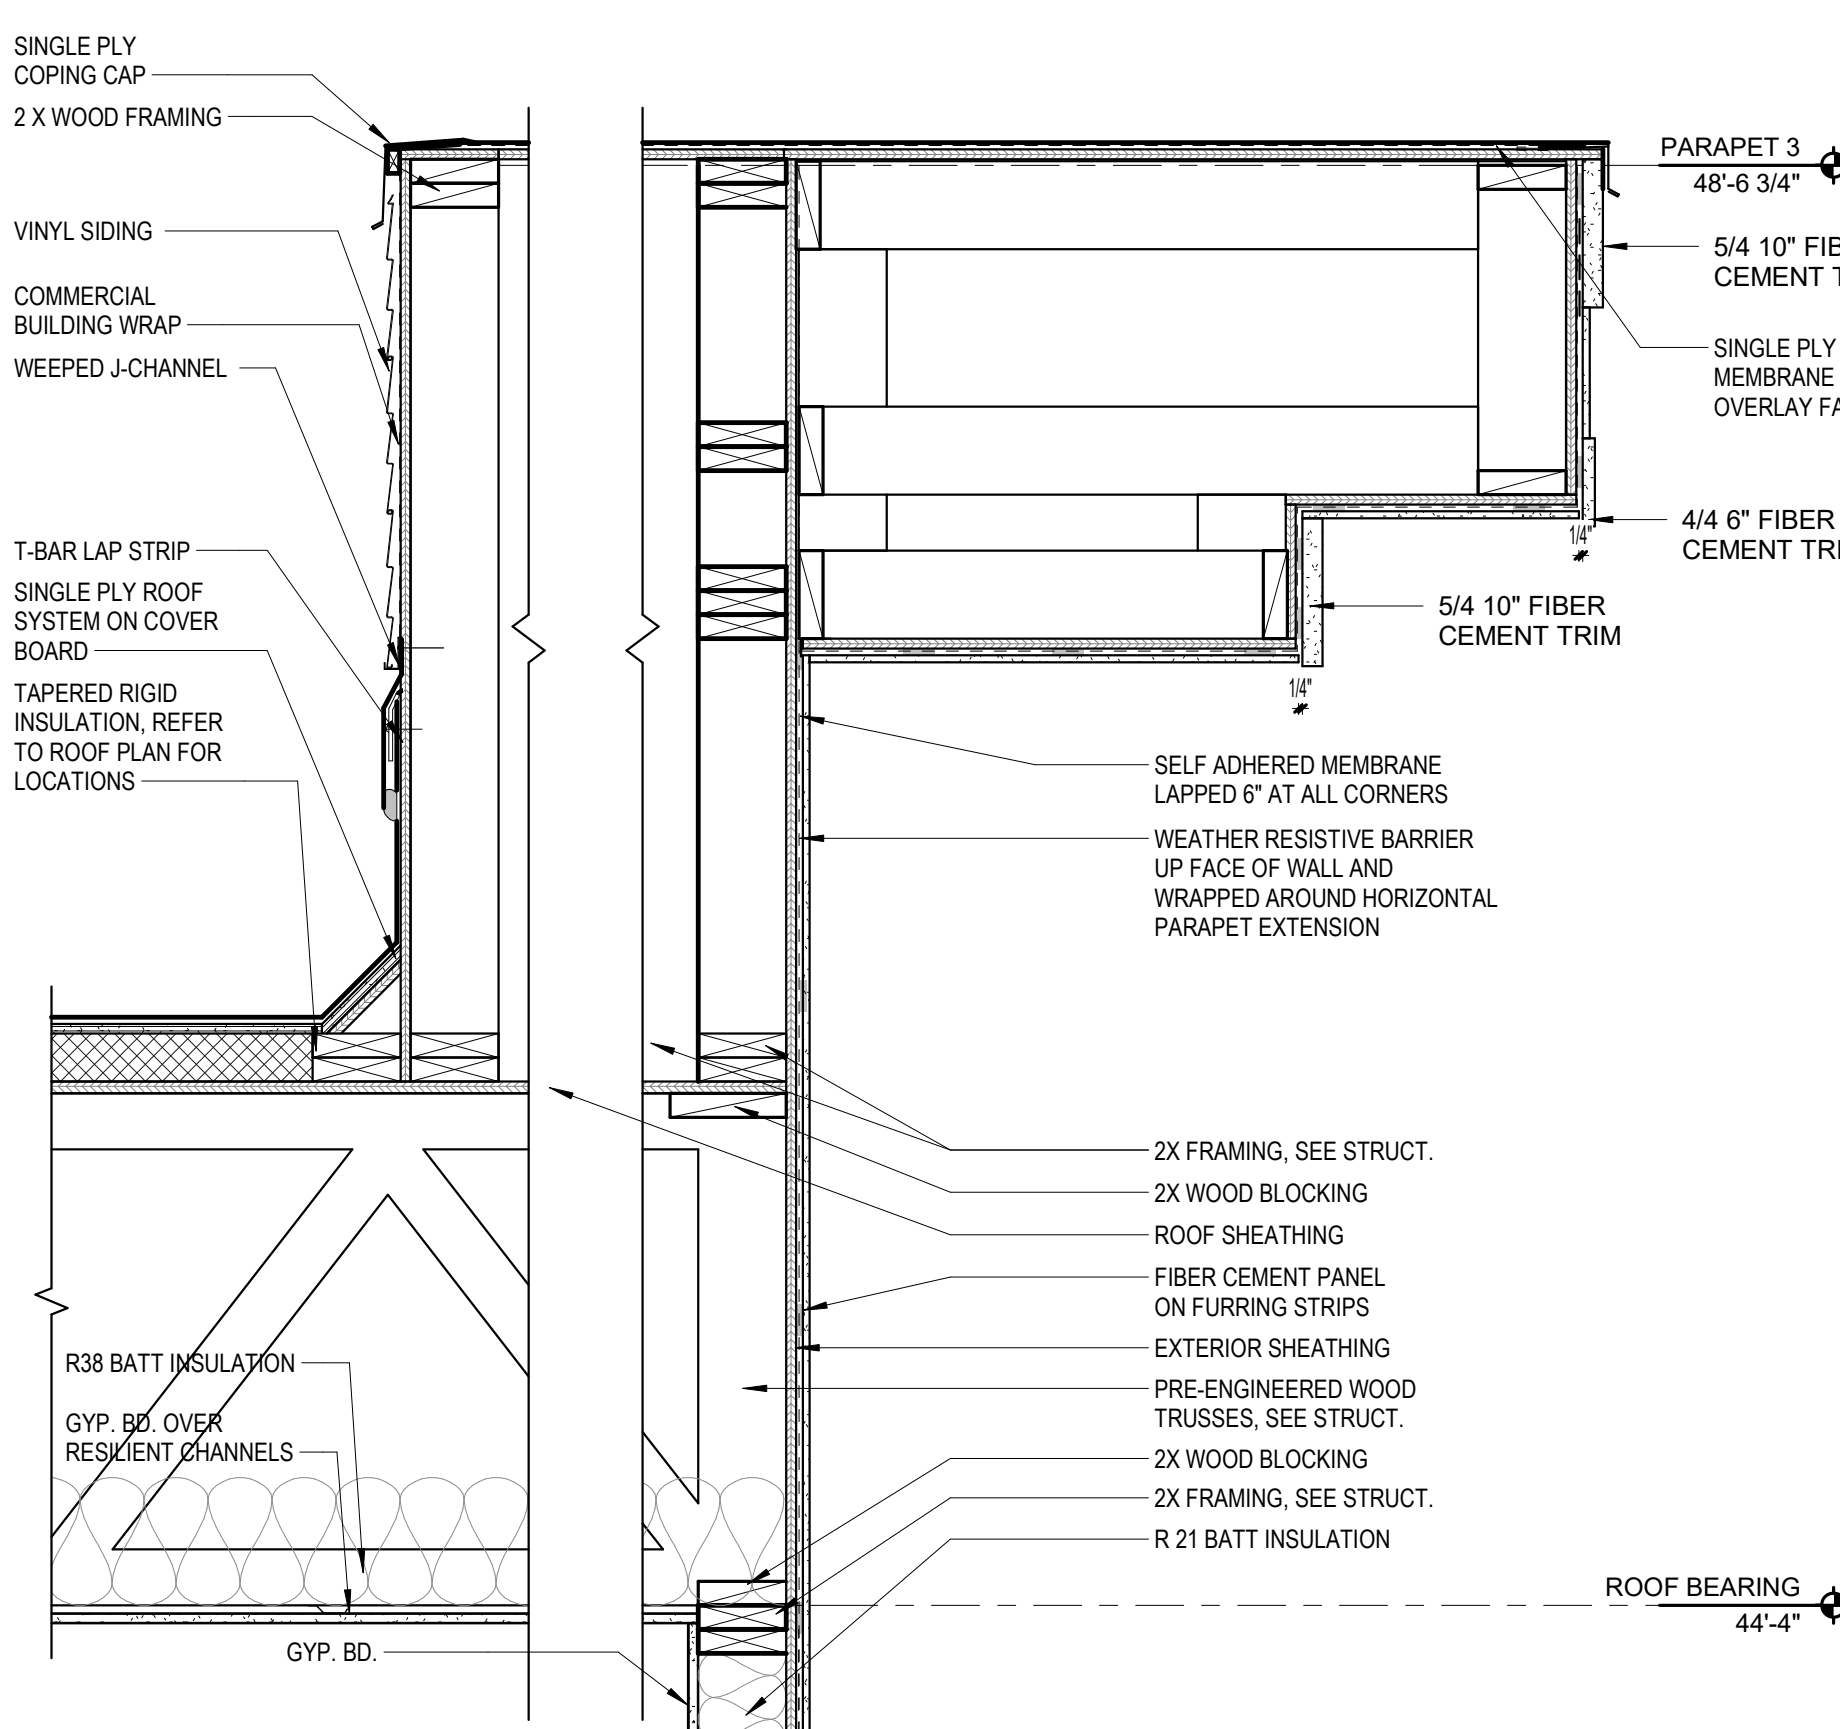 SINGLE PLY
COPING CAP
2 X WOOD FRAMING
VINYL SIDING
COMMERCIAL
BUILDING WRAP
WEEPED J-CHANNEL
T-BAR LAP STRIP
SINGLE PLY ROOF
SYSTEM ON COVER
BOARD
TAPERED RIGID
INSULATION, REFER
TO ROOF PLAN FOR
LOCATIONS
R38 BATT INSULATION
GYP. BD. OVER
RESILIENT CHANNELS
GYP. BD.
PARAPET 3
48'-6 3/4"
5/4 10" FIB
CEMENT T
SINGLE PLY
MEMBRANE
OVERLAY FA
4/4 6" FIBER
CEMENT TRI
1/4"
5/4 10" FIBER
CEMENT TRIM
1/4"
SELF ADHERED MEMBRANE
LAPPED 6" AT ALL CORNERS
WEATHER RESISTIVE BARRIER
UP FACE OF WALL AND
WRAPPED AROUND HORIZONTAL
PARAPET EXTENSION
2X FRAMING, SEE STRUCT.
2X WOOD BLOCKING
ROOF SHEATHING
FIBER CEMENT PANEL
ON FURRING STRIPS
EXTERIOR SHEATHING
PRE-ENGINEERED WOOD
TRUSSES, SEE STRUCT.
2X WOOD BLOCKING
2X FRAMING, SEE STRUCT.
R 21 BATT INSULATION
ROOF BEARING
44'-4"